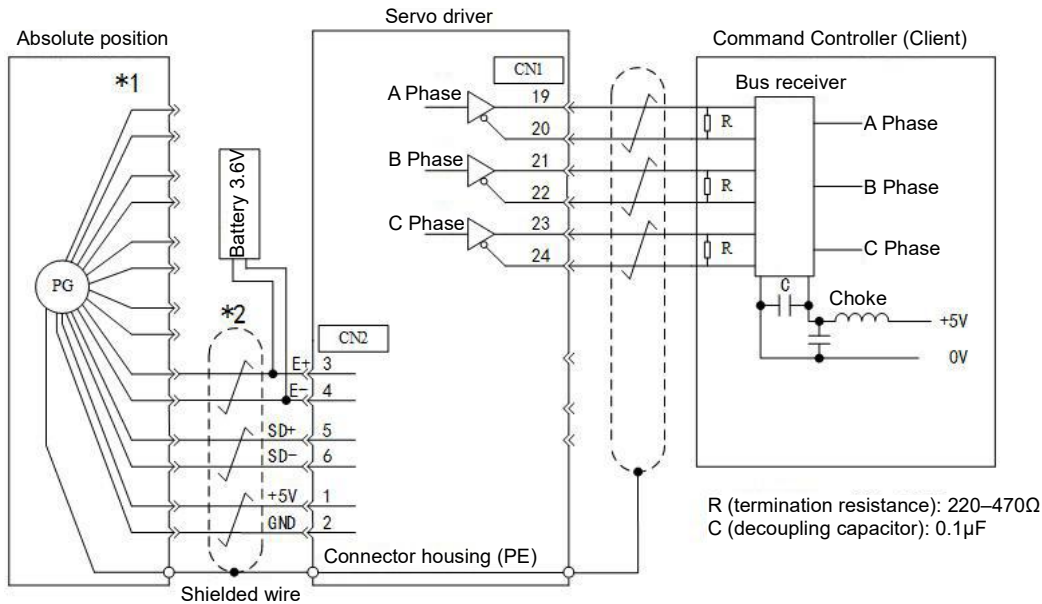 Servo driver
Absolute position
Command Controller (Client)
*1
CN1
Bus receiver
A Phase
19
20
R
A Phase
B Phase
21
22
R
B Phase
C Phase
23
24
R
C Phase
Battery 3.6V
PG
C
Choke
+5V
0V
*2
CN2
E+ 3
E- 4
SD+ 5
SD- 6
+5V 1
GND 2
Connector housing (PE)
Shielded wire
R (termination resistance): 220–470Ω
C (decoupling capacitor): 0.1µF